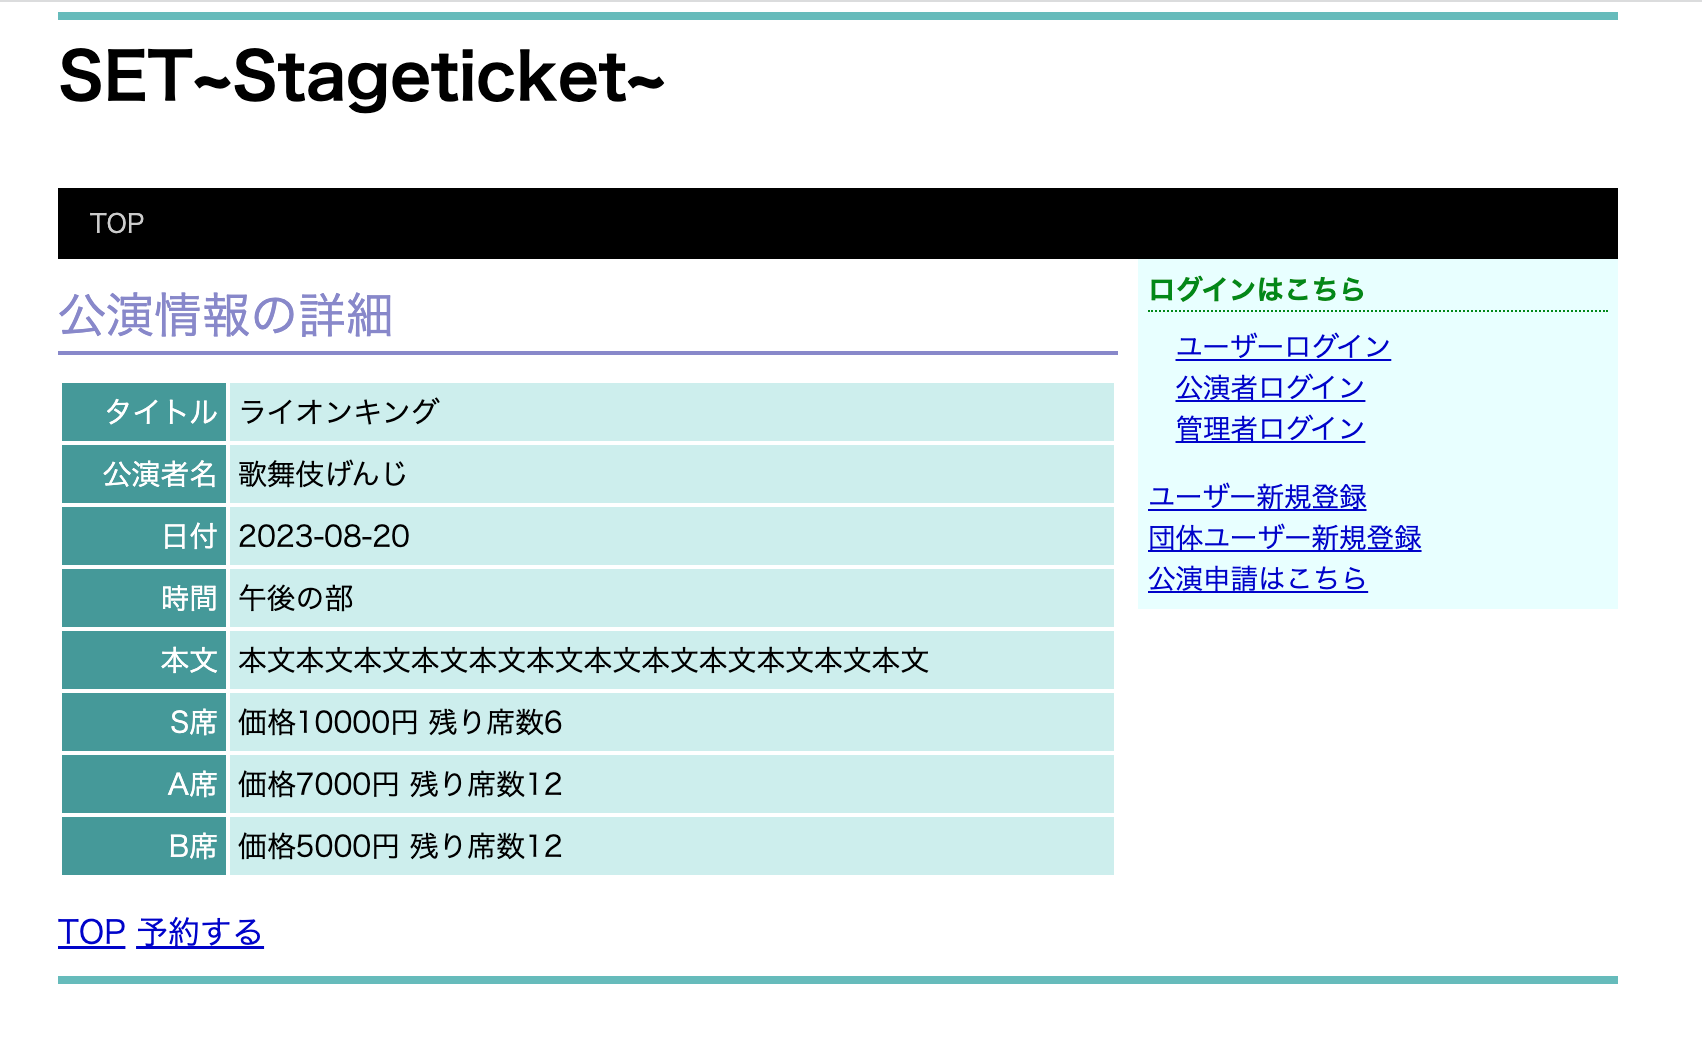 SET~Stageticket~
TOP
公演情報の詳細
タイトル ライオンキング
公演者名 歌舞伎げんじ
日付 2023-08-20
時間 午後の部
本文 本文本文本文本文本文本文本文本文本文本文本文本文
S席 価格10000円 残り席数6
A席 価格7000円 残り席数12
B席 価格5000円 残り席数12
TOP 予約する
ログインはこちら
ユーザーログイン
公演者ログイン
管理者ログイン
ユーザー新規登録
団体ユーザー新規登録
公演申請はこちら